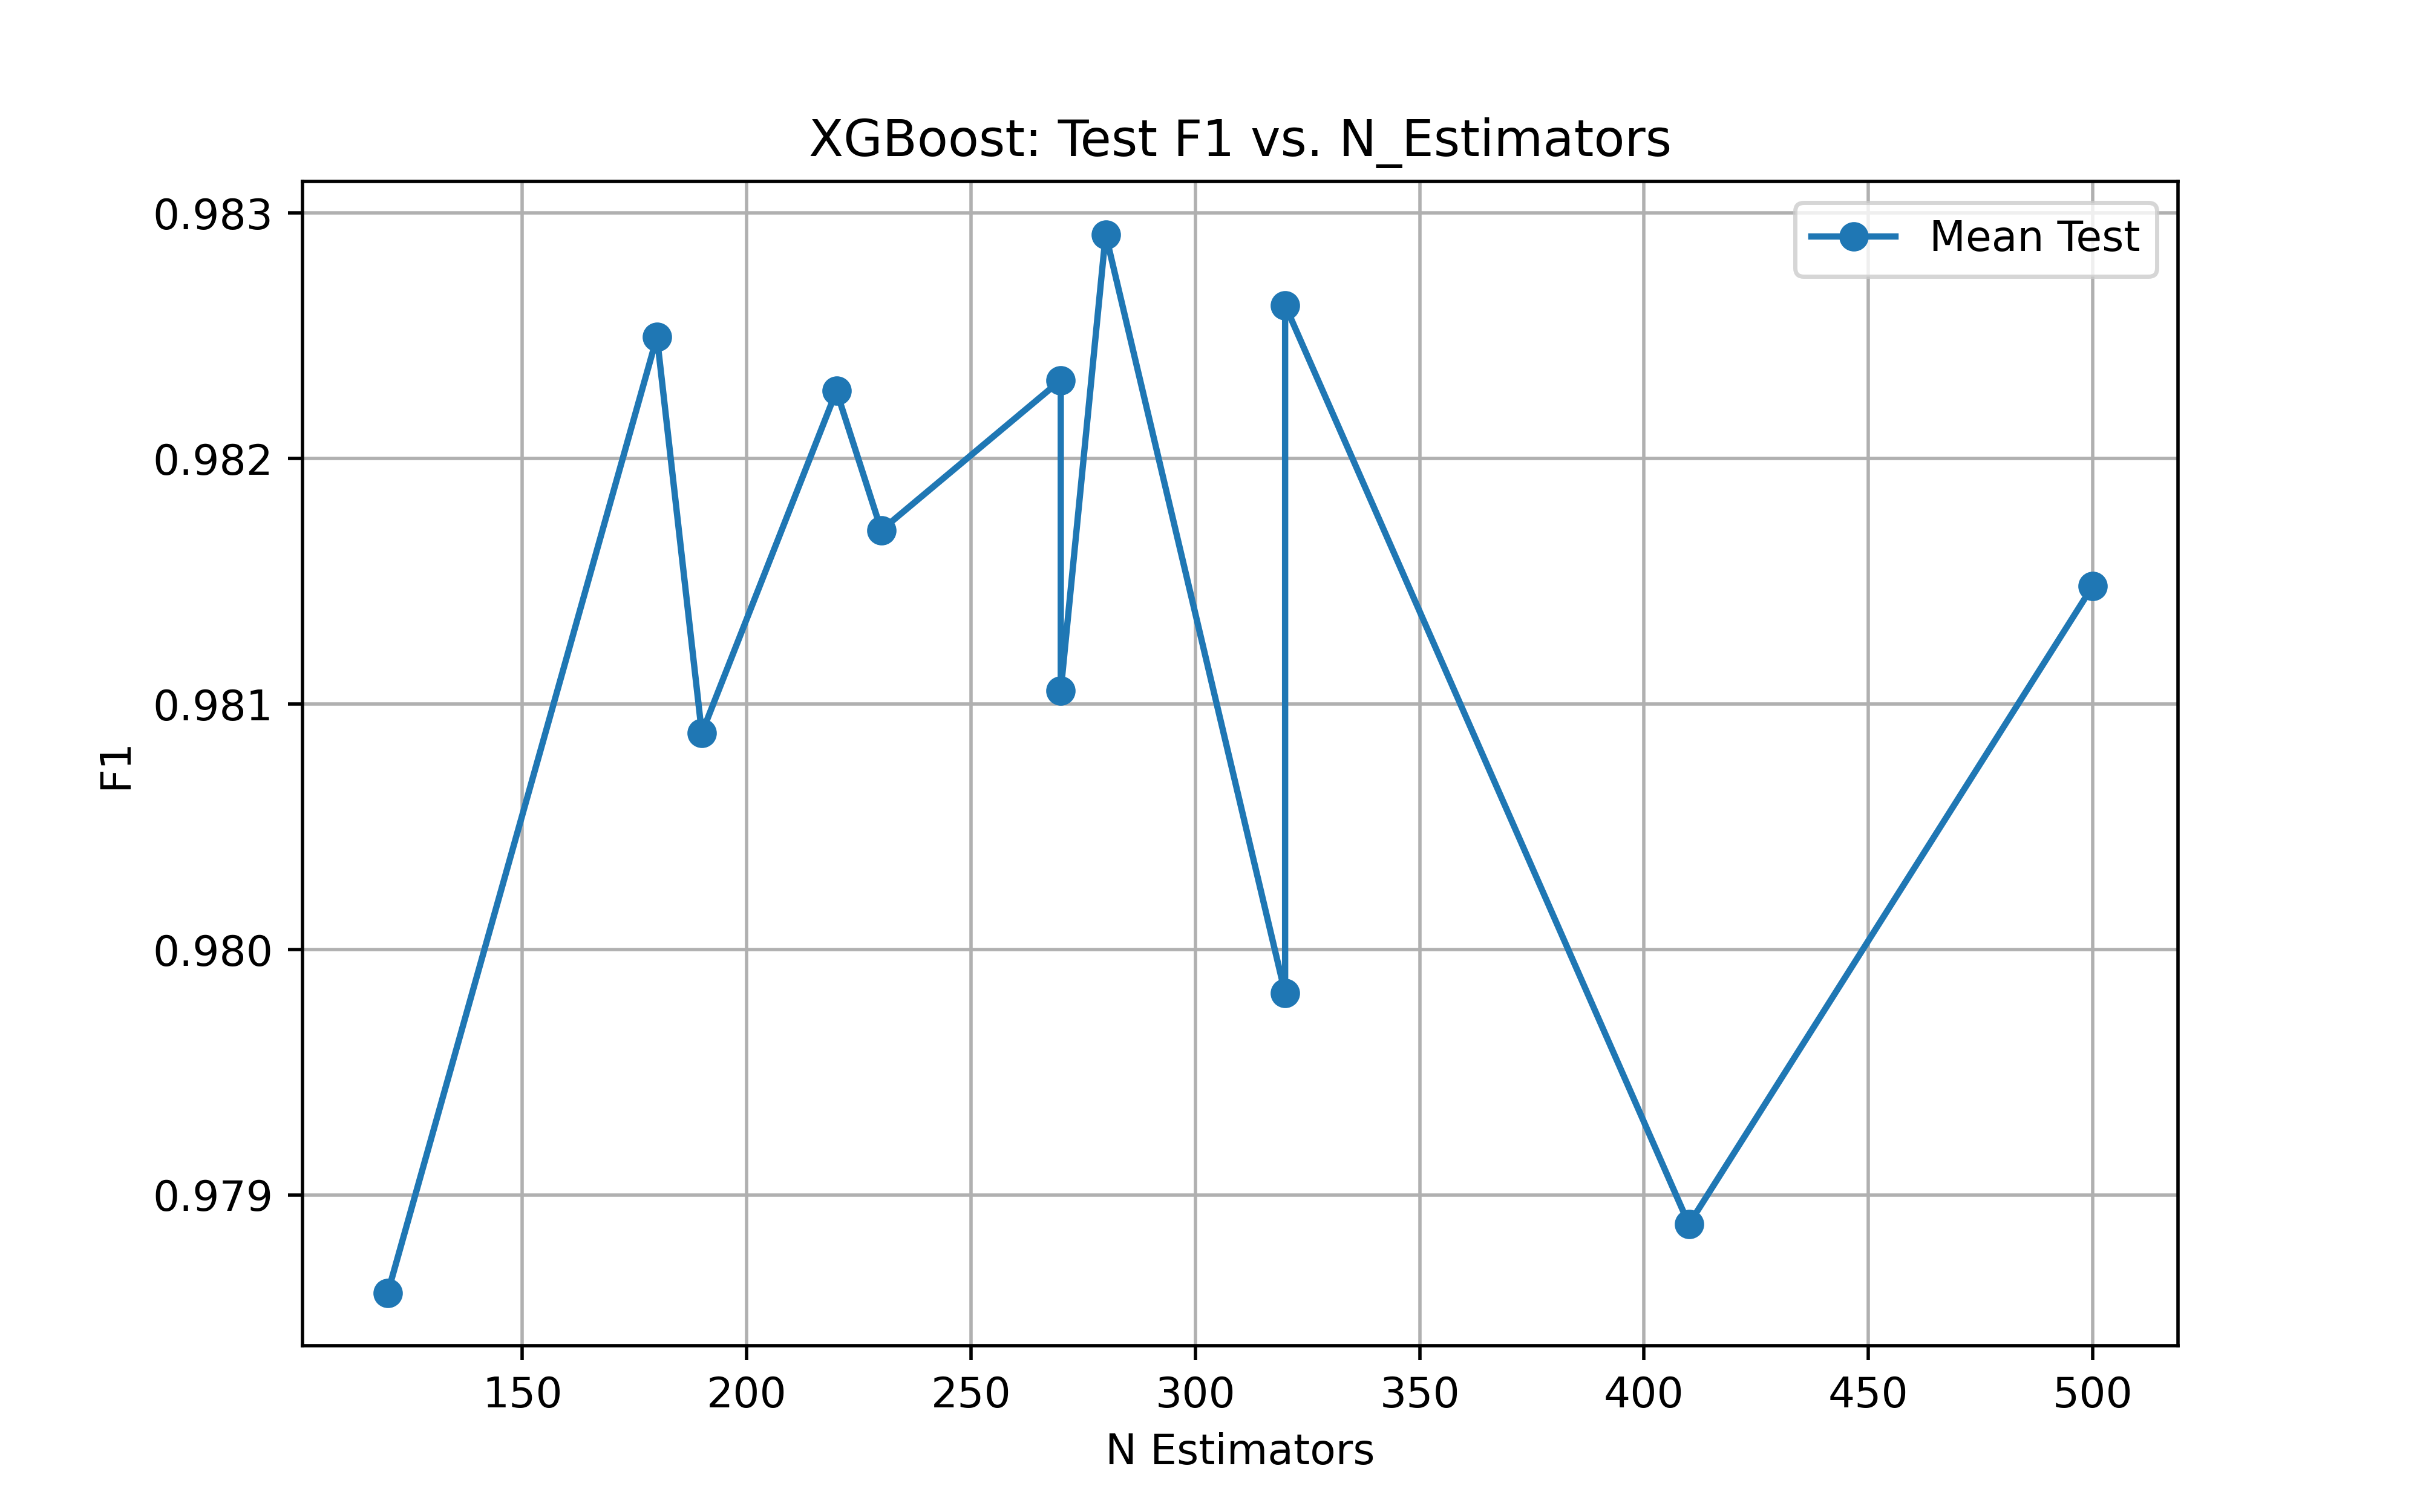 XGBoost: Test F1 vs. N_Estimators
Mean Test
0.983
0.982
0.981
0.980
0.979
F1
150 200 250 300 350 400 450 500
N Estimators